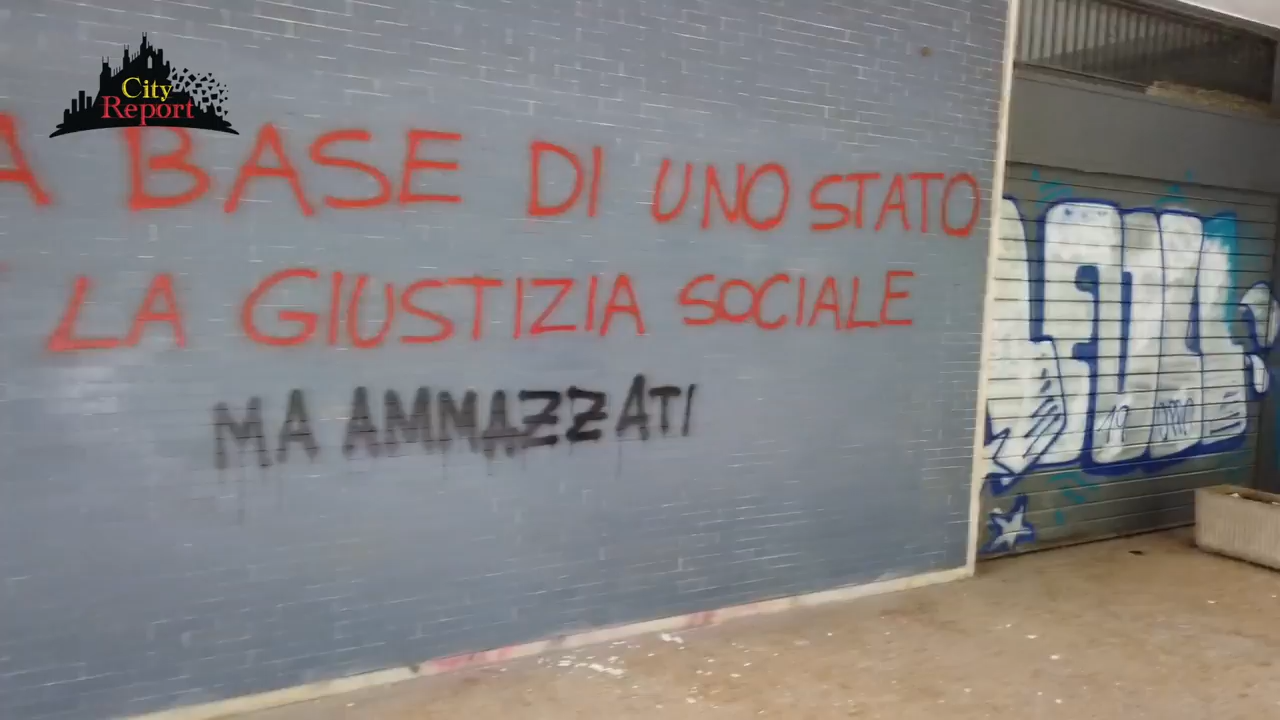 City
Report
A BASE DI UNO STATO
LA GIUSTIZIA SOCIALE
MA AMMAZZATI